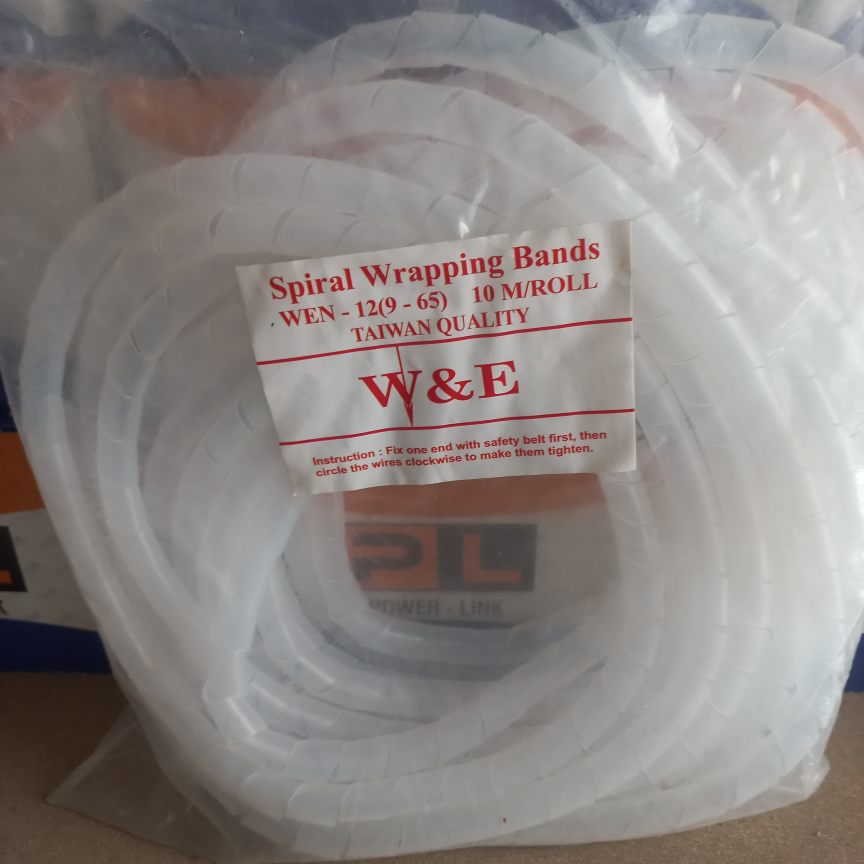 Spiral Wrapping Bands
WEN - 12(9 - 65) 10 M/ROLL
TAIWAN QUALITY
W&E
Instruction : Fix one end with safety belt first, then
circle the wires clockwise to make them tighten.
PL
POWER - LINK
L
K